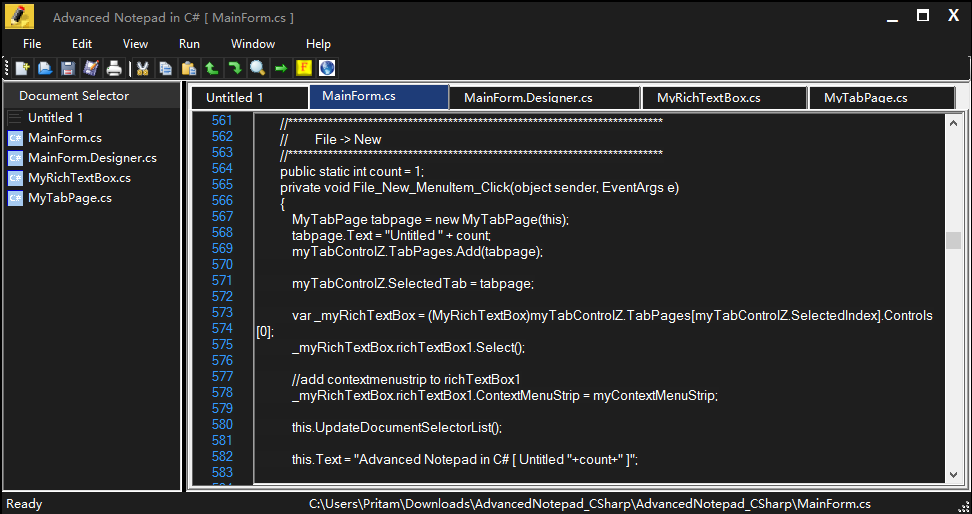 Advanced Notepad in C# [ MainForm.cs ]
File Edit View Run Window Help
Document Selector
Untitled 1
MainForm.cs
MainForm.Designer.cs
MyRichTextBox.cs
MyTabPage.cs
Untitled 1 MainForm.cs MainForm.Designer.cs MyRichTextBox.cs MyTabPage.cs
561 //***************************************************************************
562 // File -> New
563 //***************************************************************************
564 public static int count = 1;
565 private void File_New_MenuItem_Click(object sender, EventArgs e)
566 {
567 MyTabPage tabpage = new MyTabPage(this);
568 tabpage.Text = "Untitled " + count;
569 myTabControlZ.TabPages.Add(tabpage);
570
571 myTabControlZ.SelectedTab = tabpage;
572
573 var _myRichTextBox = (MyRichTextBox)myTabControlZ.TabPages[myTabControlZ.SelectedIndex].Controls
574 [0];
575 _myRichTextBox.richTextBox1.Select();
576
577 //add contextmenustrip to richTextBox1
578 _myRichTextBox.richTextBox1.ContextMenuStrip = myContextMenuStrip;
579
580 this.UpdateDocumentSelectorList();
581
582 this.Text = "Advanced Notepad in C# [ Untitled "+count+" ]";
583
Ready C:\Users\Pritam\Downloads\AdvancedNotepad_CSharp\AdvancedNotepad_CSharp\MainForm.cs